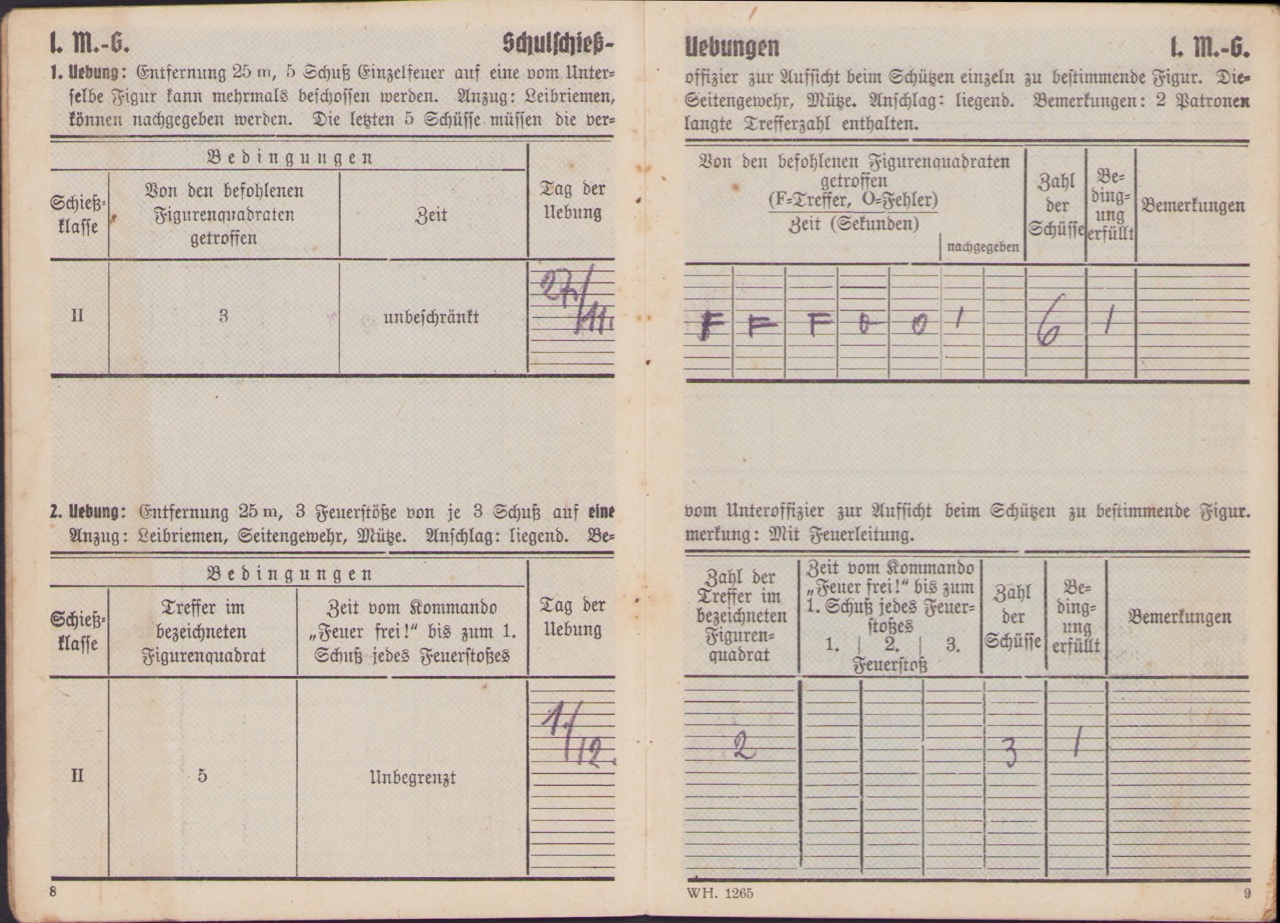 l. M.-G. Schulschieß-
1. Uebung: Entfernung 25 m, 5 Schuß Einzelfeuer auf eine vom Unter-
selbe Figur kann mehrmals beschossen werden. Anzug: Leibriemen,
können nachgegeben werden. Die letzten 5 Schüsse müssen die ver-
Bedingungen
Schieß-
klasse
Von den befohlenen
Figurenquadraten
getroffen
Zeit
Tag der
Uebung
II
3
unbeschränkt
27/11.
2. Uebung: Entfernung 25 m, 3 Feuerstöße von je 3 Schuß auf eine
Anzug: Leibriemen, Seitengewehr, Mütze. Anschlag: liegend. Be-
Bedingungen
Schieß-
klasse
Treffer im
bezeichneten
Figurenquadrat
Zeit vom Kommando
„Feuer frei!“ bis zum 1.
Schuß jedes Feuerstoßes
Tag der
Uebung
II
5
Unbegrenzt
1/12.
8
Uebungen l. M.-G.
offizier zur Aufsicht beim Schützen einzeln zu bestimmende Figur. Die-
Seitengewehr, Mütze. Anschlag: liegend. Bemerkungen: 2 Patronen
langte Trefferzahl enthalten.
Von den befohlenen Figurenquadraten
getroffen
(F-Treffer, O-Fehler)
Zeit (Sekunden)
nachgegeben
Zahl
der
Schüsse
Be-
ding-
ung
erfüllt
Bemerkungen
F F F 0 0 1 6 1
vom Unteroffizier zur Aufsicht beim Schützen zu bestimmende Figur.
merkung: Mit Feuerleitung.
Zahl der
Treffer im
bezeichneten
Figuren-
quadrat
Zeit vom Kommando
„Feuer frei!“ bis zum
1. Schuß jedes Feuer-
stoßes
1. 2. 3.
Feuerstoß
Zahl
der
Schüsse
Be-
ding-
ung
erfüllt
Bemerkungen
2 3 1
WH. 1265 9